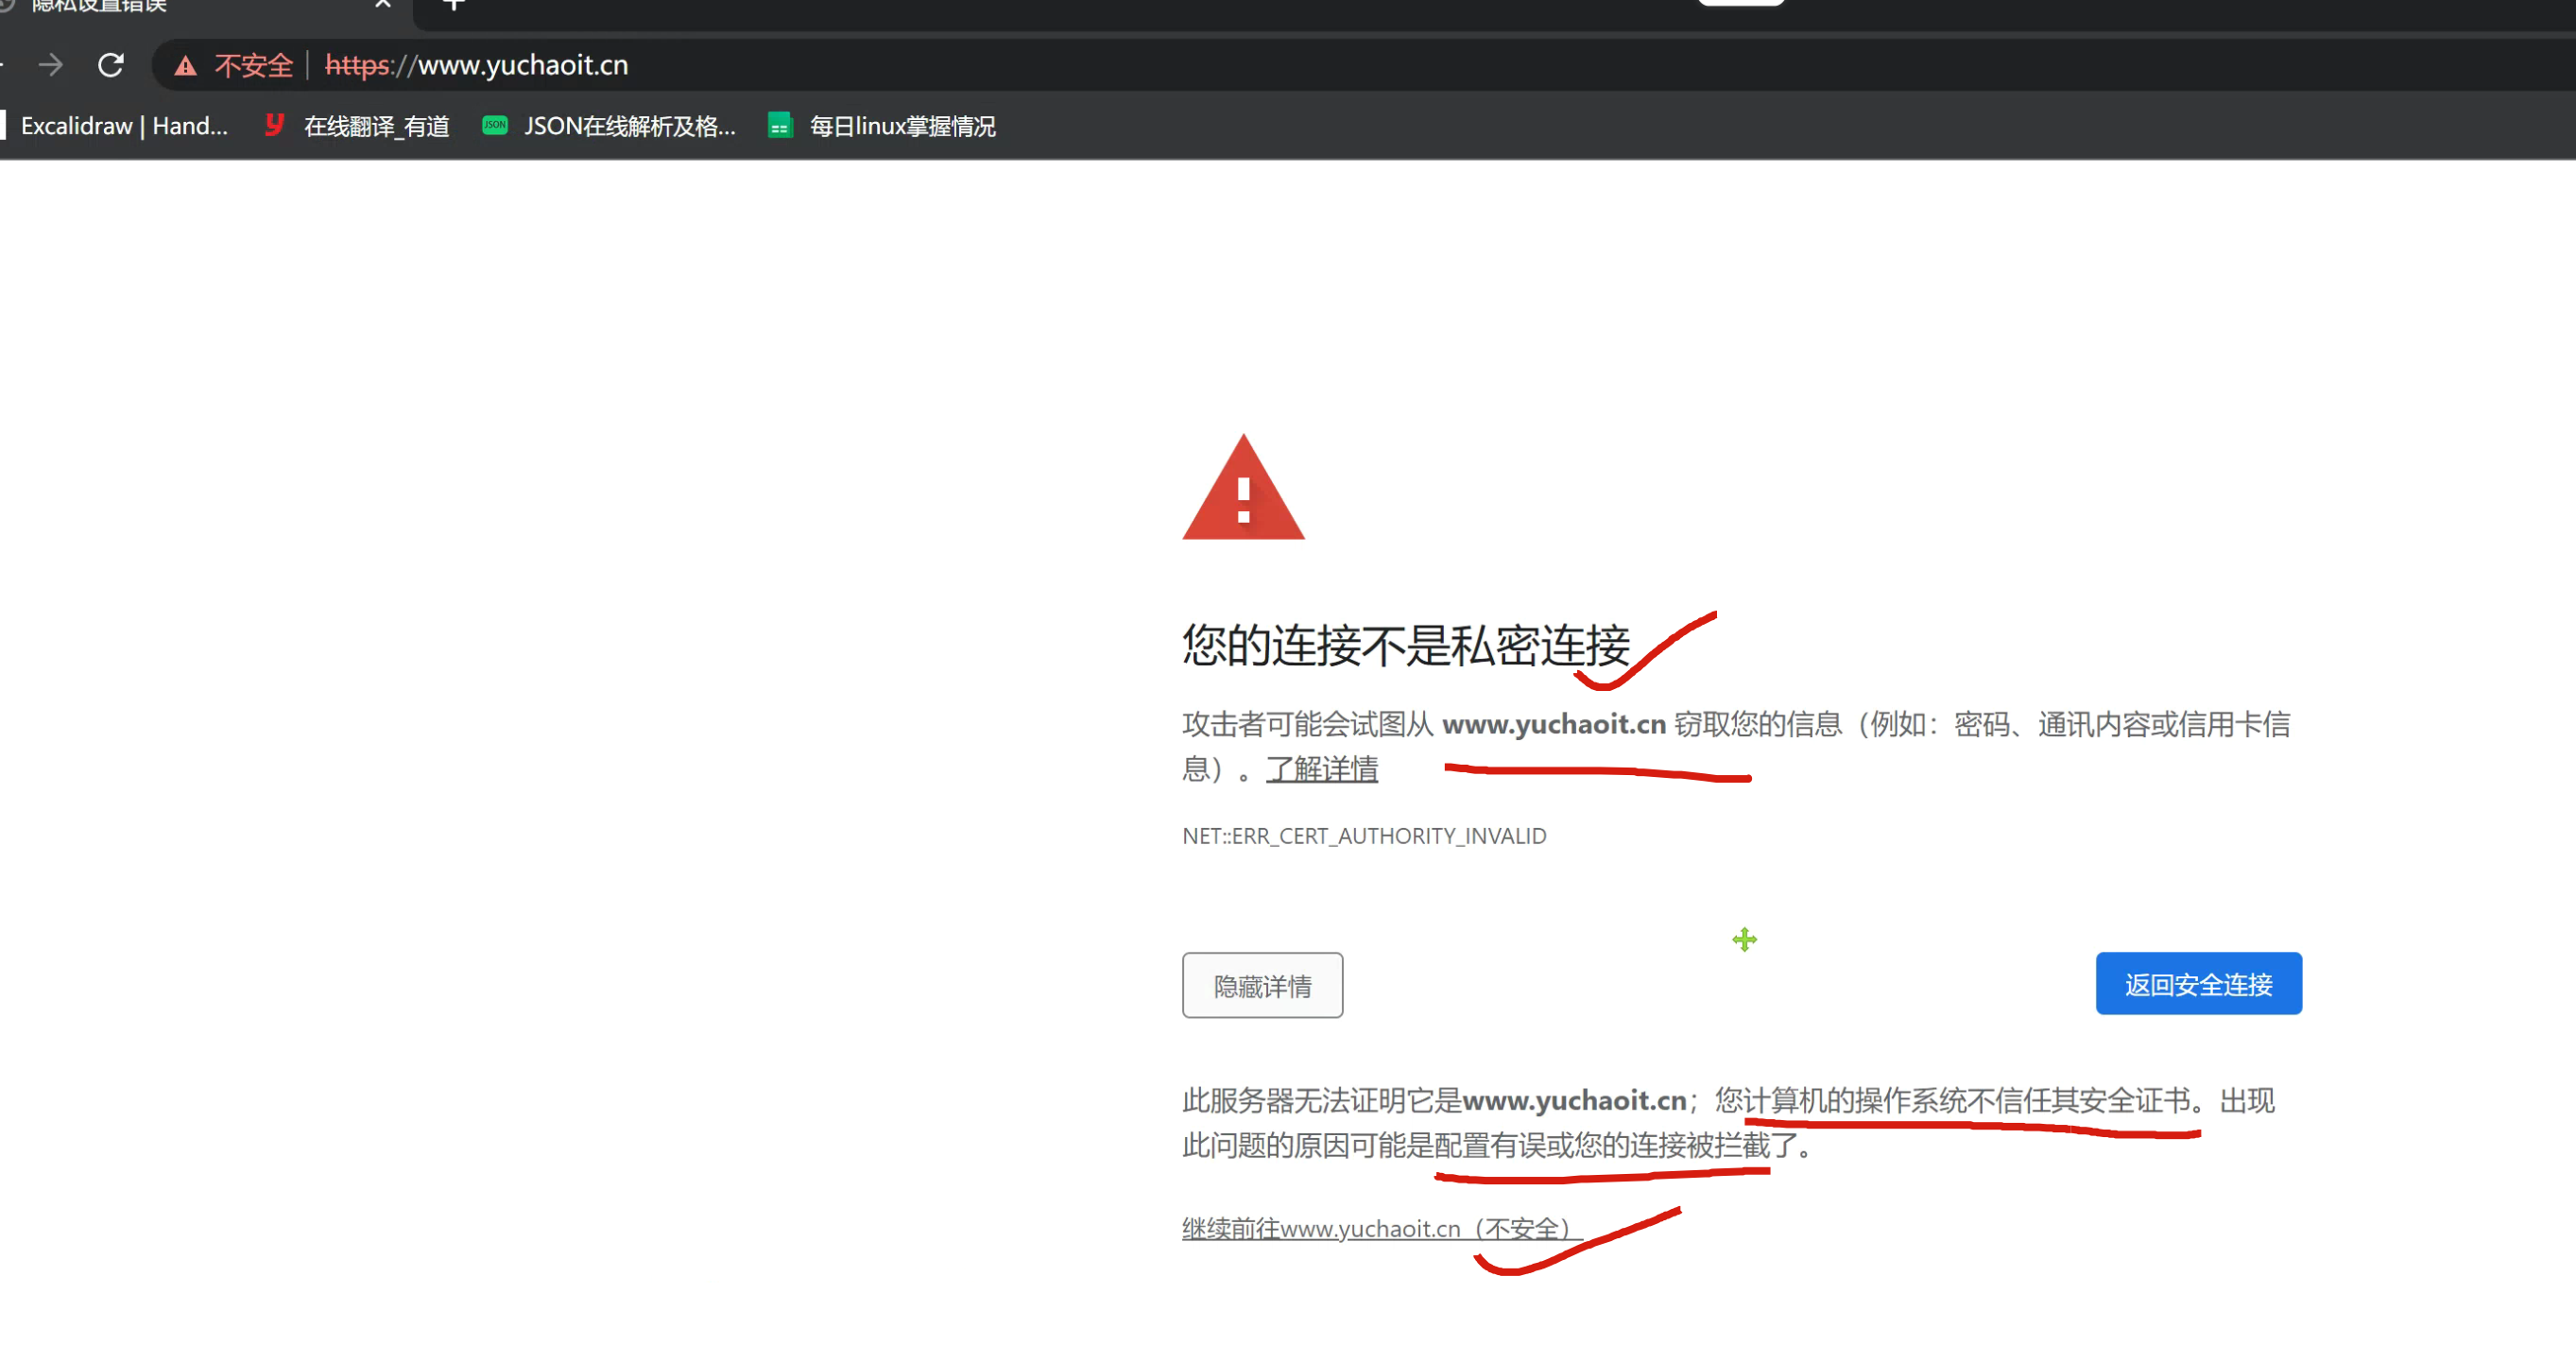 隐私设置错误
不安全 https://www.yuchaoit.cn
Excalidraw | Hand... 在线翻译_有道 JSON JSON在线解析及格... 每日linux掌握情况
您的连接不是私密连接
攻击者可能会试图从 www.yuchaoit.cn 窃取您的信息（例如：密码、通讯内容或信用卡信
息）。了解详情
NET::ERR_CERT_AUTHORITY_INVALID
隐藏详情 返回安全连接
此服务器无法证明它是www.yuchaoit.cn；您计算机的操作系统不信任其安全证书。出现
此问题的原因可能是配置有误或您的连接被拦截了。
继续前往www.yuchaoit.cn（不安全）